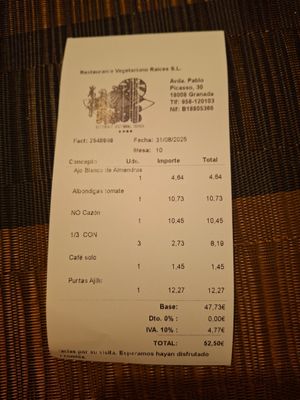 Restaurante Vegetariano Raices S.L.
Avda. Pablo
Picasso, 30
18008 Granada
Tlf: 958-120103
Nif: B18905366
Fact: Fecha: 31/08/2025
Mesa: 10
Concepto Uds. Importe Total
Ajo Blanco de Almendras
1 4,64 4,64
Albondigas tomate
1 10,73 10,73
NO Cazón
1 10,45 10,45
1/3 CON
3 2,73 8,19
Café solo
1 1,45 1,45
Puntas Ajillo
1 12,27 12,27
Base: 47,73€
Dto. 0% : 0,00€
IVA. 10% : 4,77€
TOTAL: 52,50€
por su visita. Esperamos hayan disfrutado